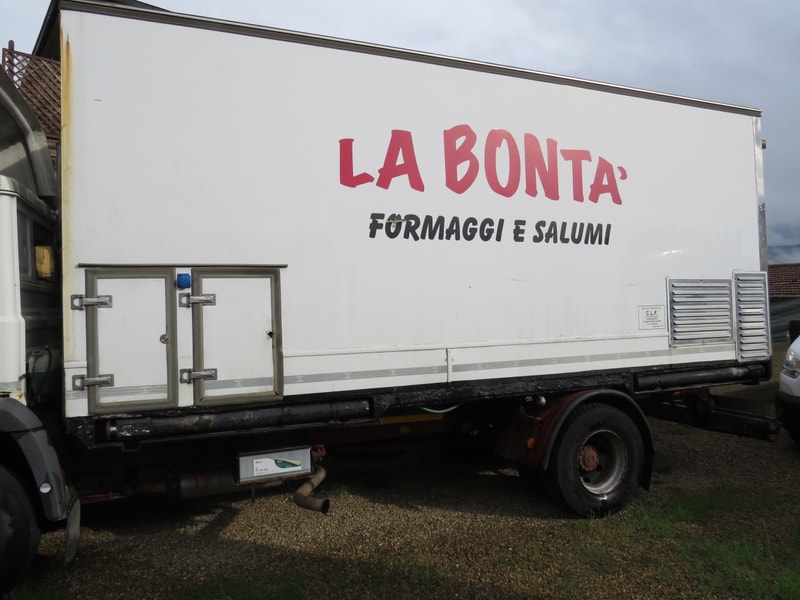 LA BONTA'
FORMAGGI E SALUMI
C.L.F.